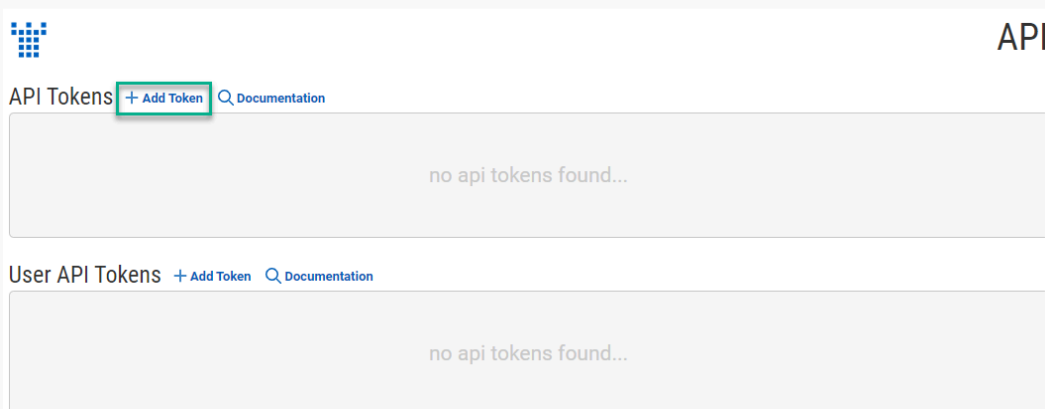 API
API Tokens + Add Token Documentation
no api tokens found...
User API Tokens + Add Token Documentation
no api tokens found...